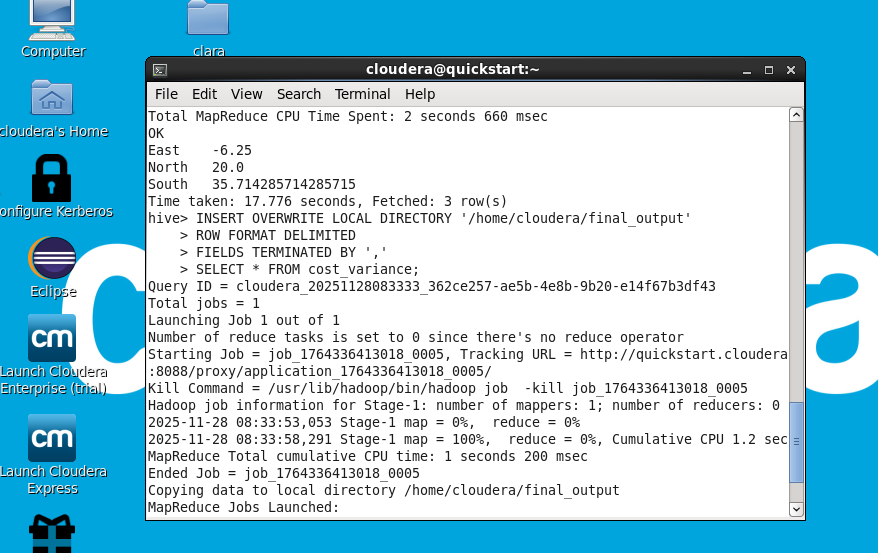 Computer
clara
cloudera's Home
onfigure Kerberos
Eclipse
cm
Launch Cloudera
Enterprise (trial)
cm
Launch Cloudera
Express
cloudera@quickstart:~
File Edit View Search Terminal Help
Total MapReduce CPU Time Spent: 2 seconds 660 msec
OK
East    -6.25
North   20.0
South   35.714285714285715
Time taken: 17.776 seconds, Fetched: 3 row(s)
hive> INSERT OVERWRITE LOCAL DIRECTORY '/home/cloudera/final_output'
    > ROW FORMAT DELIMITED
    > FIELDS TERMINATED BY ','
    > SELECT * FROM cost_variance;
Query ID = cloudera_20251128083333_362ce257-ae5b-4e8b-9b20-e14f67b3df43
Total jobs = 1
Launching Job 1 out of 1
Number of reduce tasks is set to 0 since there's no reduce operator
Starting Job = job_1764336413018_0005, Tracking URL = http://quickstart.cloudera
:8088/proxy/application_1764336413018_0005/
Kill Command = /usr/lib/hadoop/bin/hadoop job  -kill job_1764336413018_0005
Hadoop job information for Stage-1: number of mappers: 1; number of reducers: 0
2025-11-28 08:33:53,053 Stage-1 map = 0%,  reduce = 0%
2025-11-28 08:33:58,291 Stage-1 map = 100%,  reduce = 0%, Cumulative CPU 1.2 sec
MapReduce Total cumulative CPU time: 1 seconds 200 msec
Ended Job = job_1764336413018_0005
Copying data to local directory /home/cloudera/final_output
MapReduce Jobs Launched: